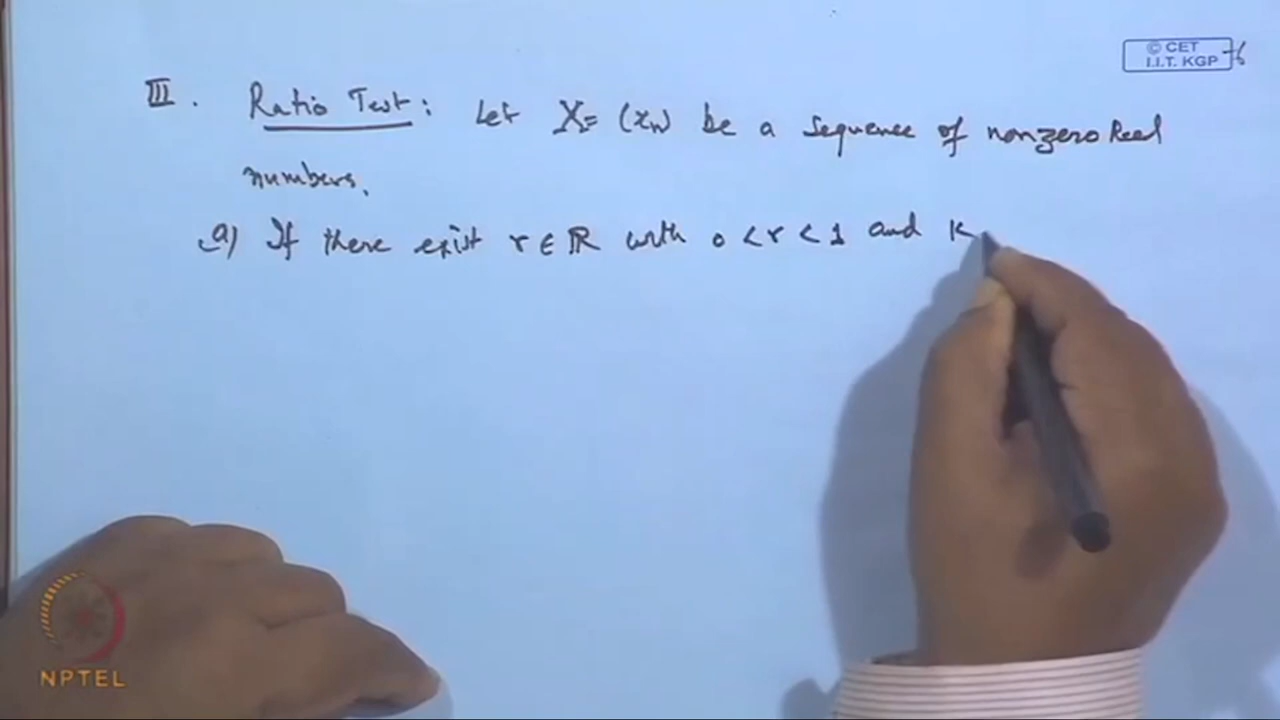 © CET
I.I.T. KGP
III. Ratio Test: Let X = (xn) be a sequence of nonzero Real
numbers.
a) If there exist r ∈ ℝ with 0 < r < 1 and K
NPTEL